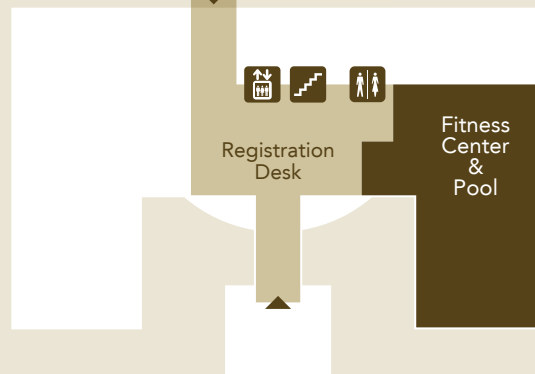 Fitness
Center
&
Pool
Registration
Desk